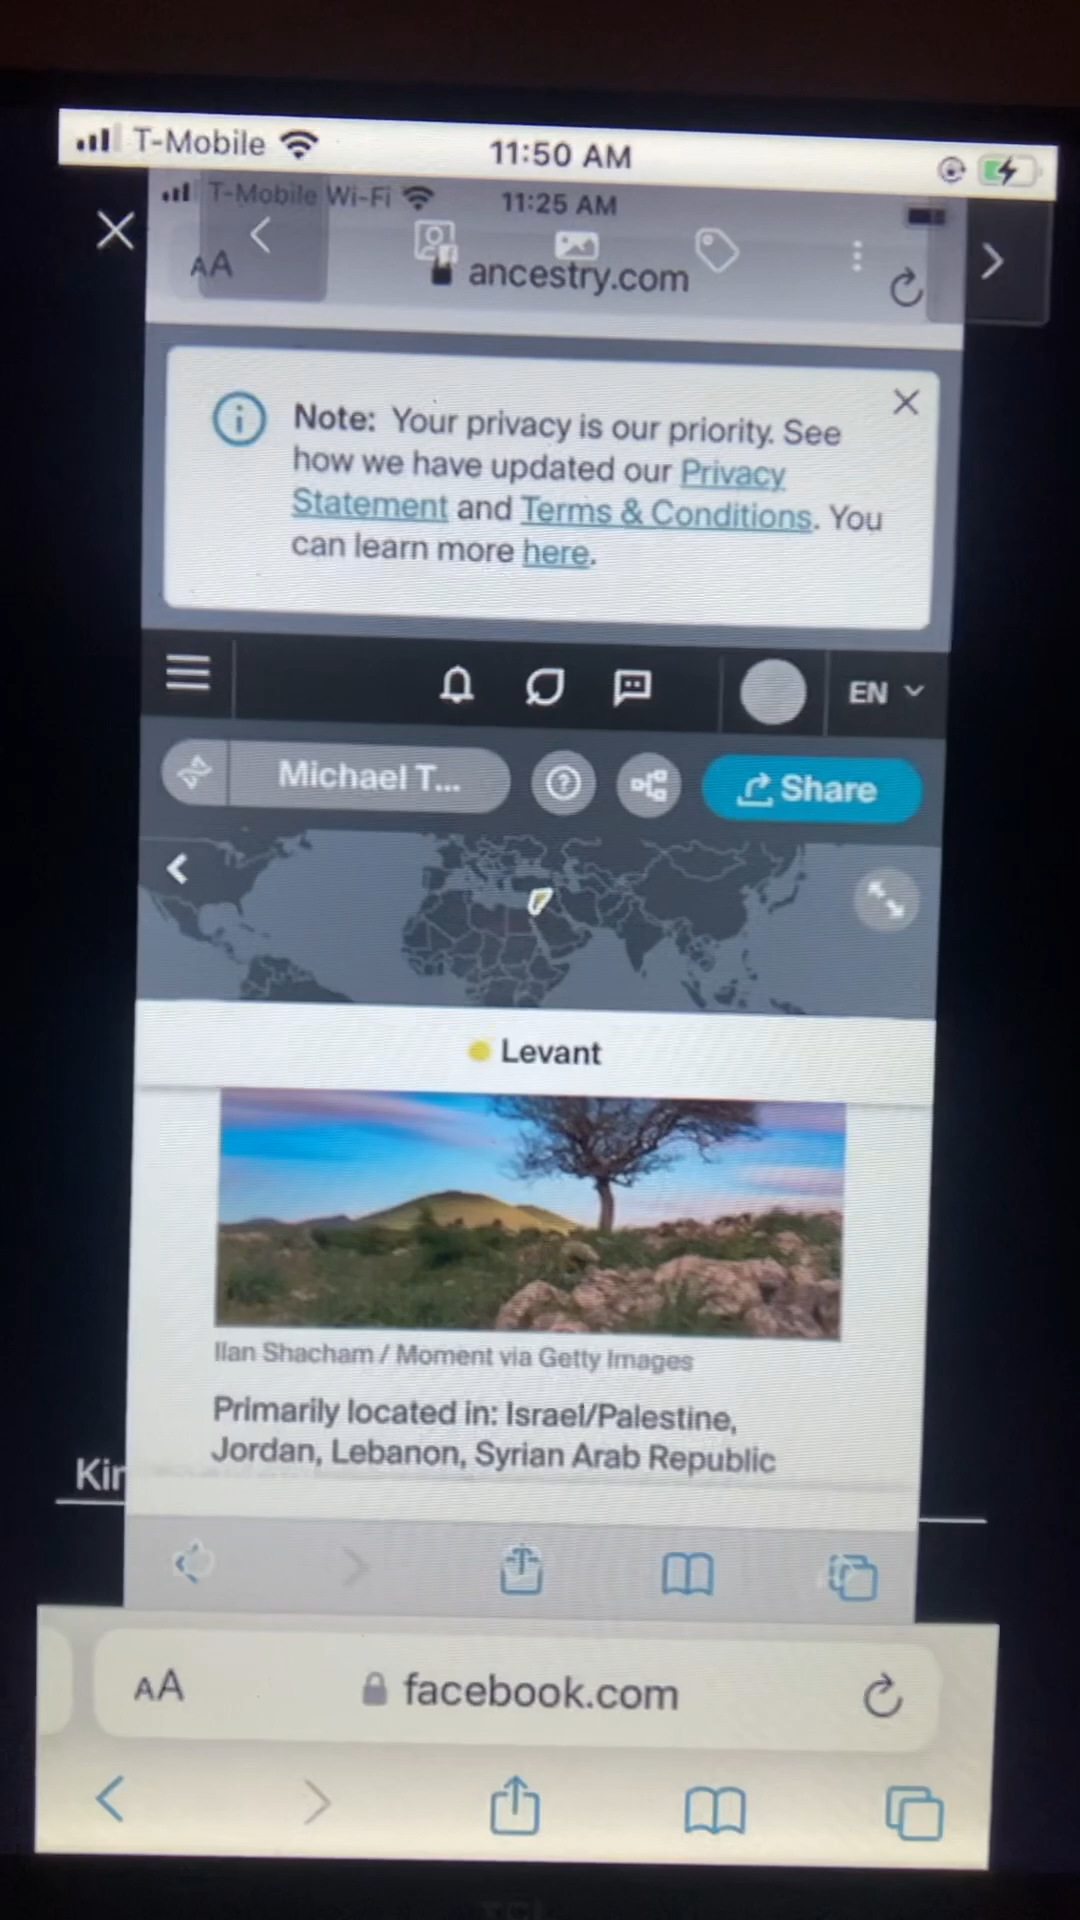 T-Mobile 11:50 AM
T-Mobile Wi-Fi 11:25 AM
AA ancestry.com
Note: Your privacy is our priority. See
how we have updated our Privacy
Statement and Terms & Conditions. You
can learn more here.
EN
Michael T... Share
Levant
Ilan Shacham / Moment via Getty Images
Primarily located in: Israel/Palestine,
Jordan, Lebanon, Syrian Arab Republic
Kir
AA facebook.com